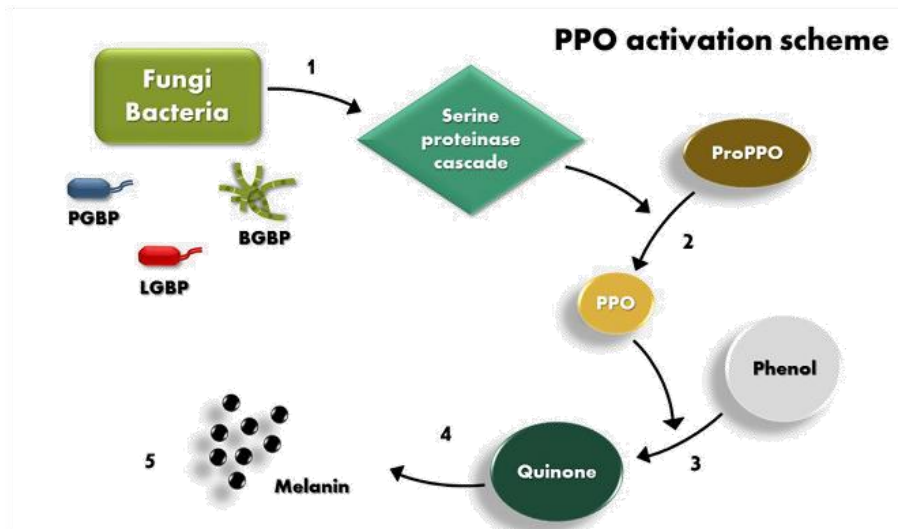 PPO activation scheme
Fungi
Bacteria
1
Serine
proteinase
cascade
ProPPO
PGBP
BGBP
LGBP
2
PPO
Phenol
3
Quinone
4
5
Melanin